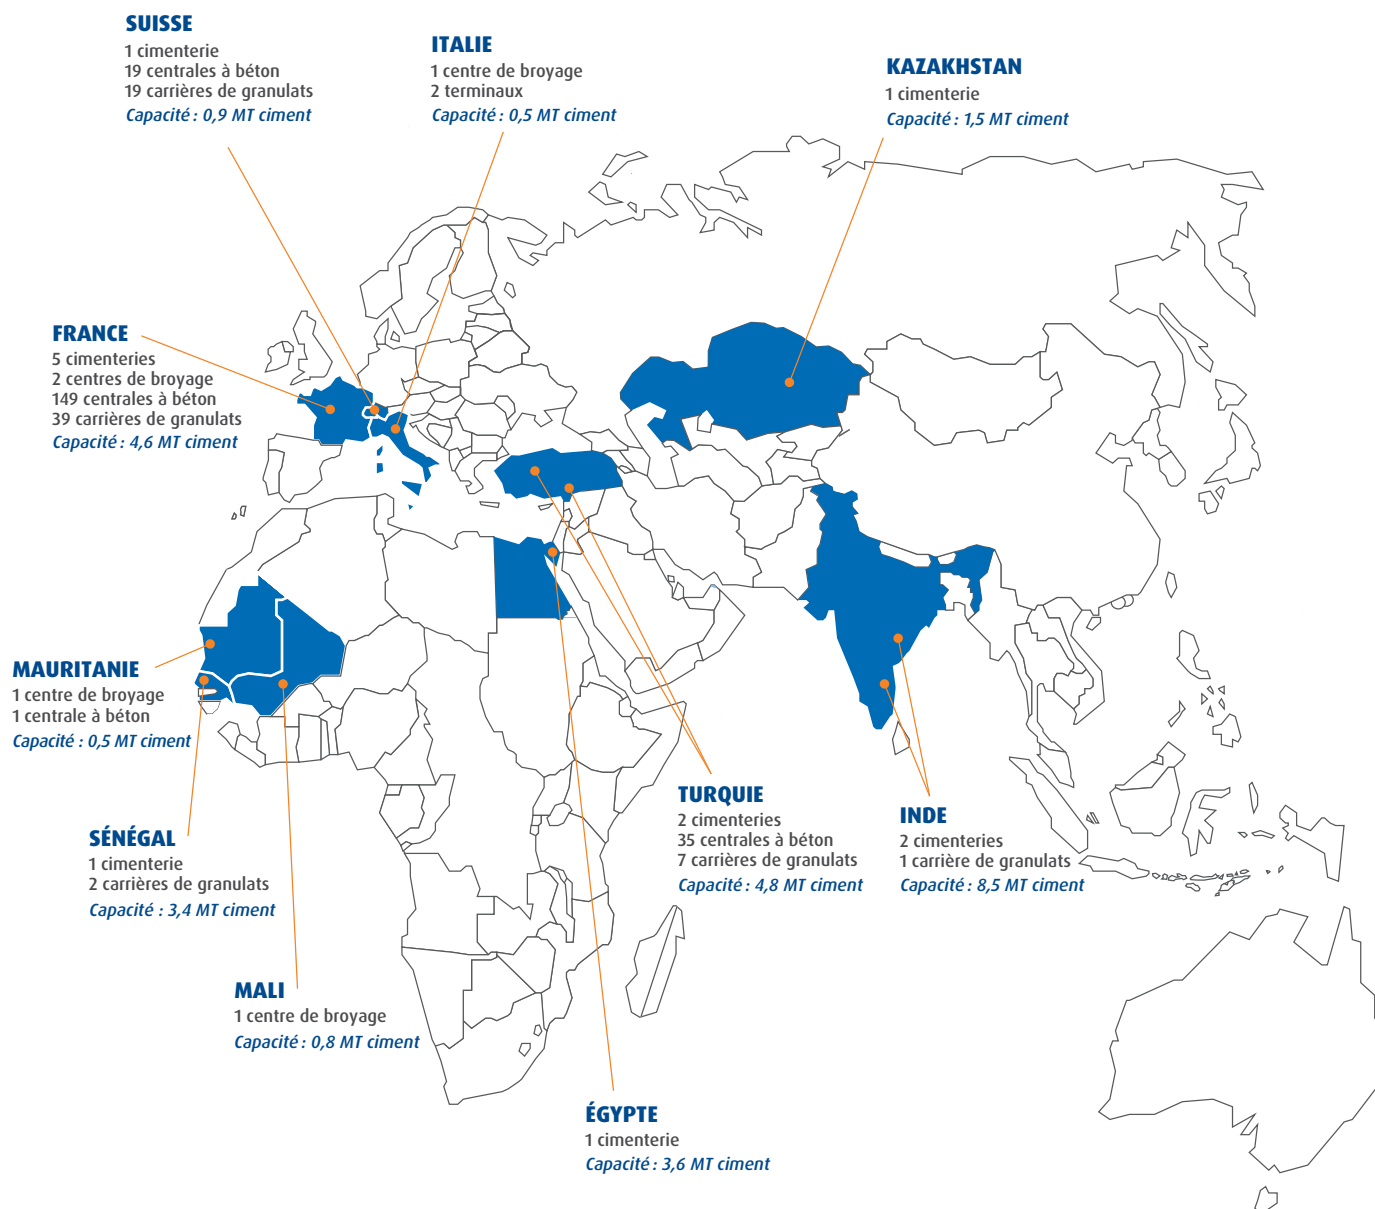 SUISSE
1 cimenterie
19 centrales à béton
19 carrières de granulats
Capacité : 0,9 MT ciment
ITALIE
1 centre de broyage
2 terminaux
Capacité : 0,5 MT ciment
KAZAKHSTAN
1 cimenterie
Capacité : 1,5 MT ciment
FRANCE
5 cimenteries
2 centres de broyage
149 centrales à béton
39 carrières de granulats
Capacité : 4,6 MT ciment
MAURITANIE
1 centre de broyage
1 centrale à béton
Capacité : 0,5 MT ciment
SÉNÉGAL
1 cimenterie
2 carrières de granulats
Capacité : 3,4 MT ciment
MALI
1 centre de broyage
Capacité : 0,8 MT ciment
TURQUIE
2 cimenteries
35 centrales à béton
7 carrières de granulats
Capacité : 4,8 MT ciment
INDE
2 cimenteries
1 carrière de granulats
Capacité : 8,5 MT ciment
ÉGYPTE
1 cimenterie
Capacité : 3,6 MT ciment